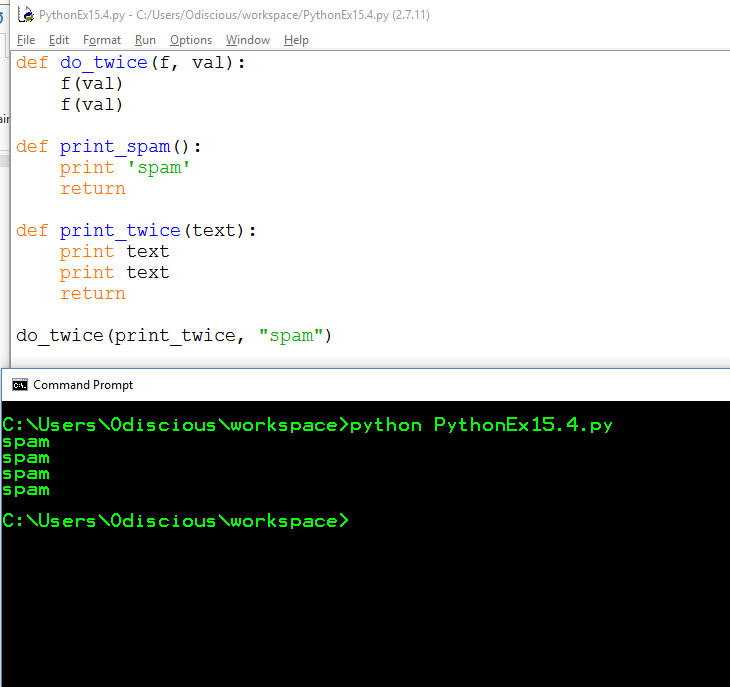 PythonEx15.4.py - C:/Users/Odiscious/workspace/PythonEx15.4.py (2.7.11)
File Edit Format Run Options Window Help
def do_twice(f, val):
    f(val)
    f(val)
def print_spam():
    print 'spam'
    return
def print_twice(text):
    print text
    print text
    return
do_twice(print_twice, "spam")
Command Prompt
C:\Users\Odiscious\workspace>python PythonEx15.4.py
spam
spam
spam
spam
C:\Users\Odiscious\workspace>